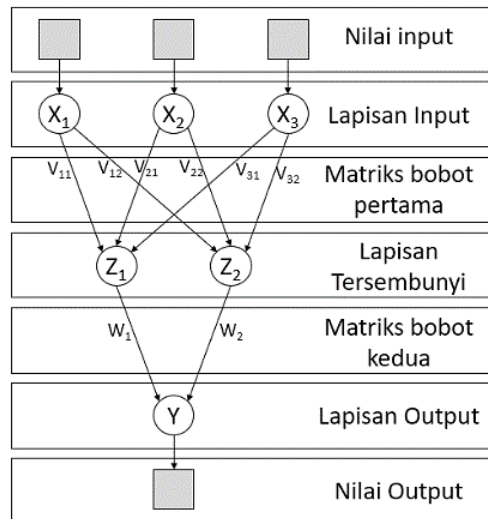 Nilai input
X₁ X₂ X₃ Lapisan Input
V₁₁ V₁₂ V₂₁ V₂₂ V₃₁ V₃₂
Matriks bobot
pertama
Z₁ Z₂ Lapisan
Tersembunyi
W₁ W₂ Matriks bobot
kedua
Y Lapisan Output
Nilai Output